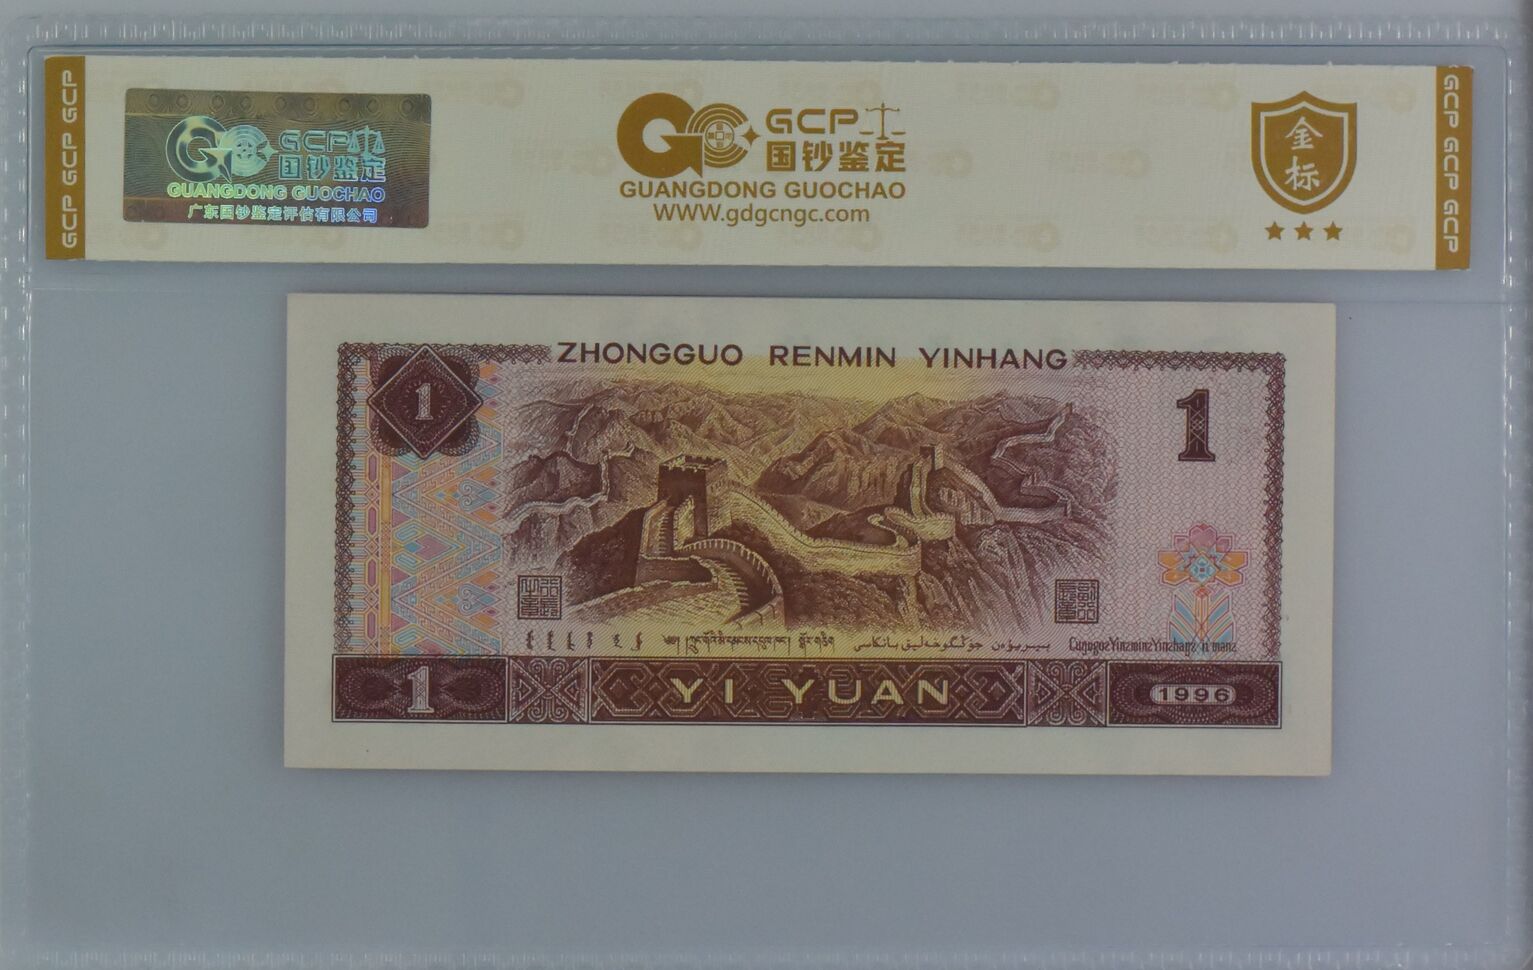 GCP GCP GCP
GCP
国钞鉴定
GUANGDONG GUOCHAO
广东国钞鉴定评估有限公司
GCP
国钞鉴定
GUANGDONG GUOCHAO
WWW.gdgcngc.com
金标
GCP GCP GCP
ZHONGGUO RENMIN YINHANG
1
1
1
YI YUAN
1996